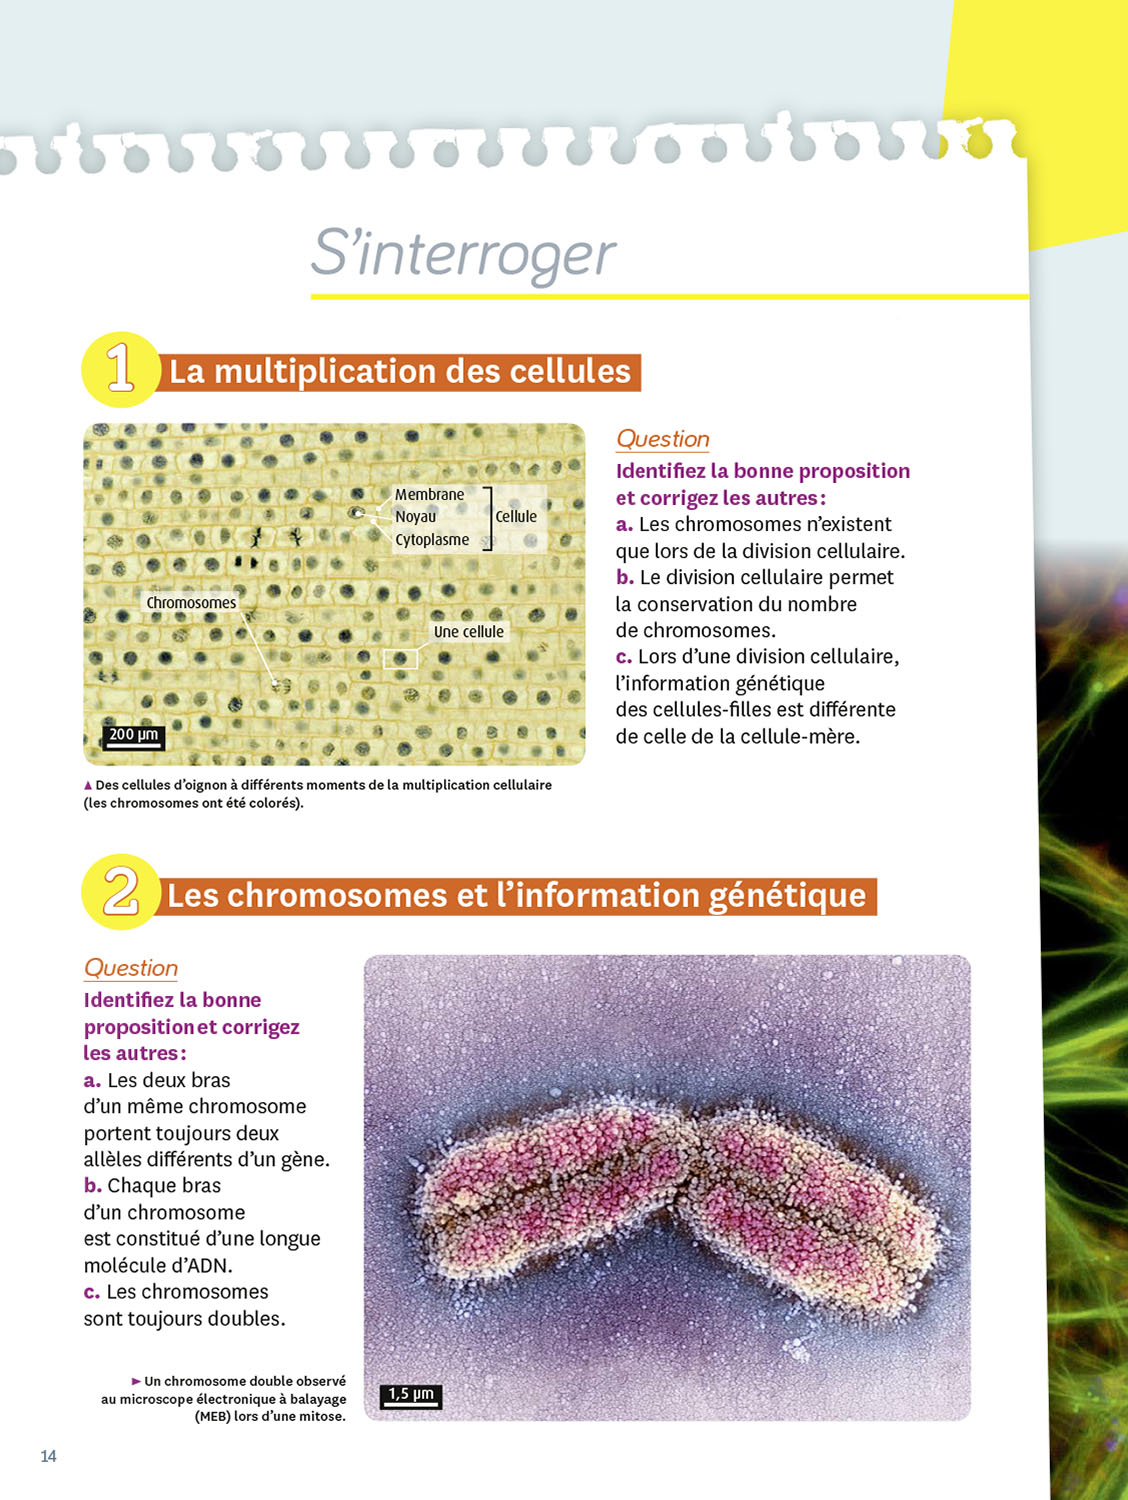 S’interroger
1 La multiplication des cellules
Membrane
Noyau
Cytoplasme
Cellule
Chromosomes
Une cellule
200 µm
▲ Des cellules d’oignon à différents moments de la multiplication cellulaire
(les chromosomes ont été colorés).
Question
Identifiez la bonne proposition
et corrigez les autres :
a. Les chromosomes n’existent
que lors de la division cellulaire.
b. Le division cellulaire permet
la conservation du nombre
de chromosomes.
c. Lors d’une division cellulaire,
l’information génétique
des cellules-filles est différente
de celle de la cellule-mère.
2 Les chromosomes et l’information génétique
Question
Identifiez la bonne
proposition et corrigez
les autres :
a. Les deux bras
d’un même chromosome
portent toujours deux
allèles différents d’un gène.
b. Chaque bras
d’un chromosome
est constitué d’une longue
molécule d’ADN.
c. Les chromosomes
sont toujours doubles.
► Un chromosome double observé
au microscope électronique à balayage
(MEB) lors d’une mitose.
1,5 µm
14